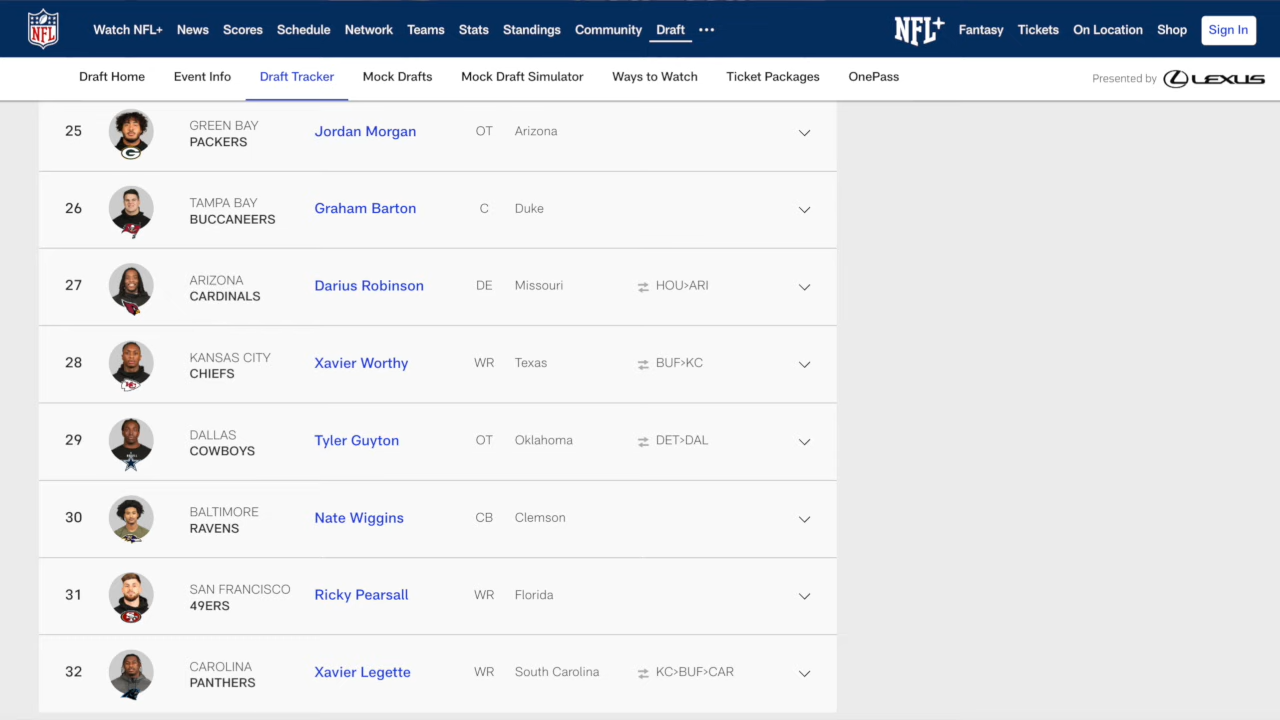 NFL
Watch NFL+ News Scores Schedule Network Teams Stats Standings Community Draft ••• NFL+ Fantasy Tickets On Location Shop Sign In
Draft Home Event Info Draft Tracker Mock Drafts Mock Draft Simulator Ways to Watch Ticket Packages OnePass Presented by LEXUS
25 GREEN BAY PACKERS Jordan Morgan OT Arizona
26 TAMPA BAY BUCCANEERS Graham Barton C Duke
27 ARIZONA CARDINALS Darius Robinson DE Missouri HOU>ARI
28 KANSAS CITY CHIEFS Xavier Worthy WR Texas BUF>KC
29 DALLAS COWBOYS Tyler Guyton OT Oklahoma DET>DAL
30 BALTIMORE RAVENS Nate Wiggins CB Clemson
31 SAN FRANCISCO 49ERS Ricky Pearsall WR Florida
32 CAROLINA PANTHERS Xavier Legette WR South Carolina KC>BUF>CAR